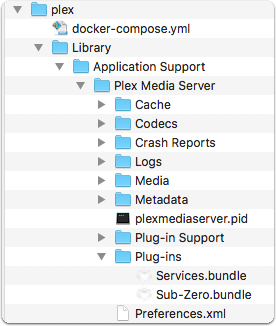 plex
docker-compose.yml
Library
Application Support
Plex Media Server
Cache
Codecs
Crash Reports
Logs
Media
Metadata
plexmediaserver.pid
Plug-in Support
Plug-ins
Services.bundle
Sub-Zero.bundle
Preferences.xml